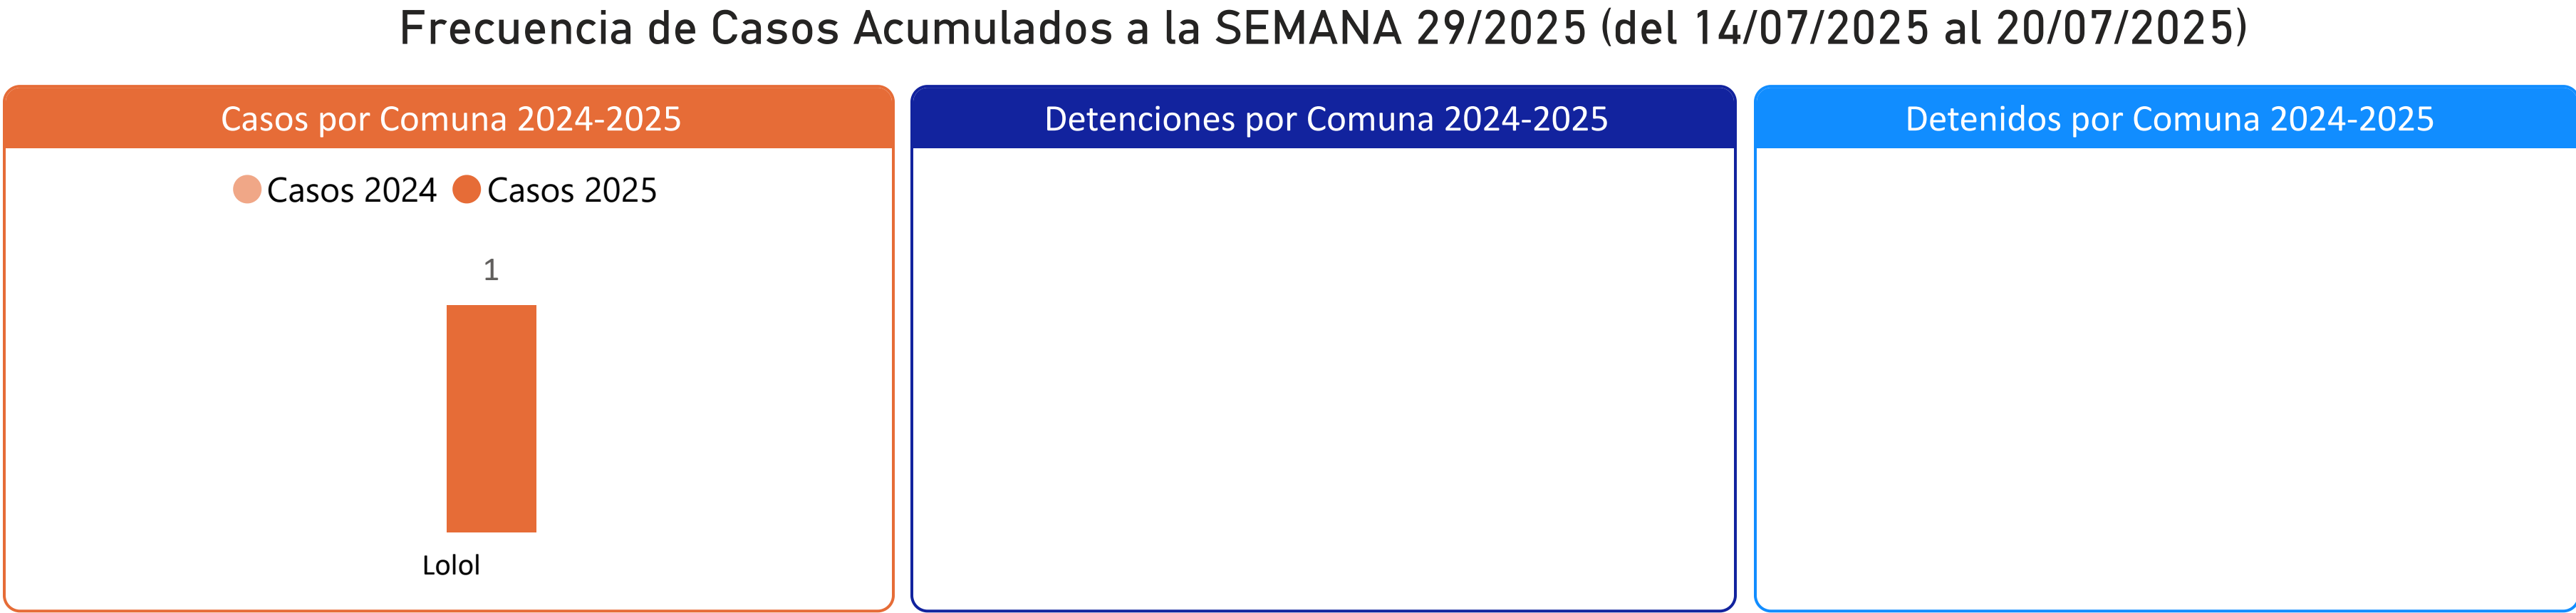 Frecuencia de Casos Acumulados a la SEMANA 29/2025 (del 14/07/2025 al 20/07/2025)
Casos por Comuna 2024-2025
Casos 2024 Casos 2025
1
Lolol
Detenciones por Comuna 2024-2025
Detenidos por Comuna 2024-2025